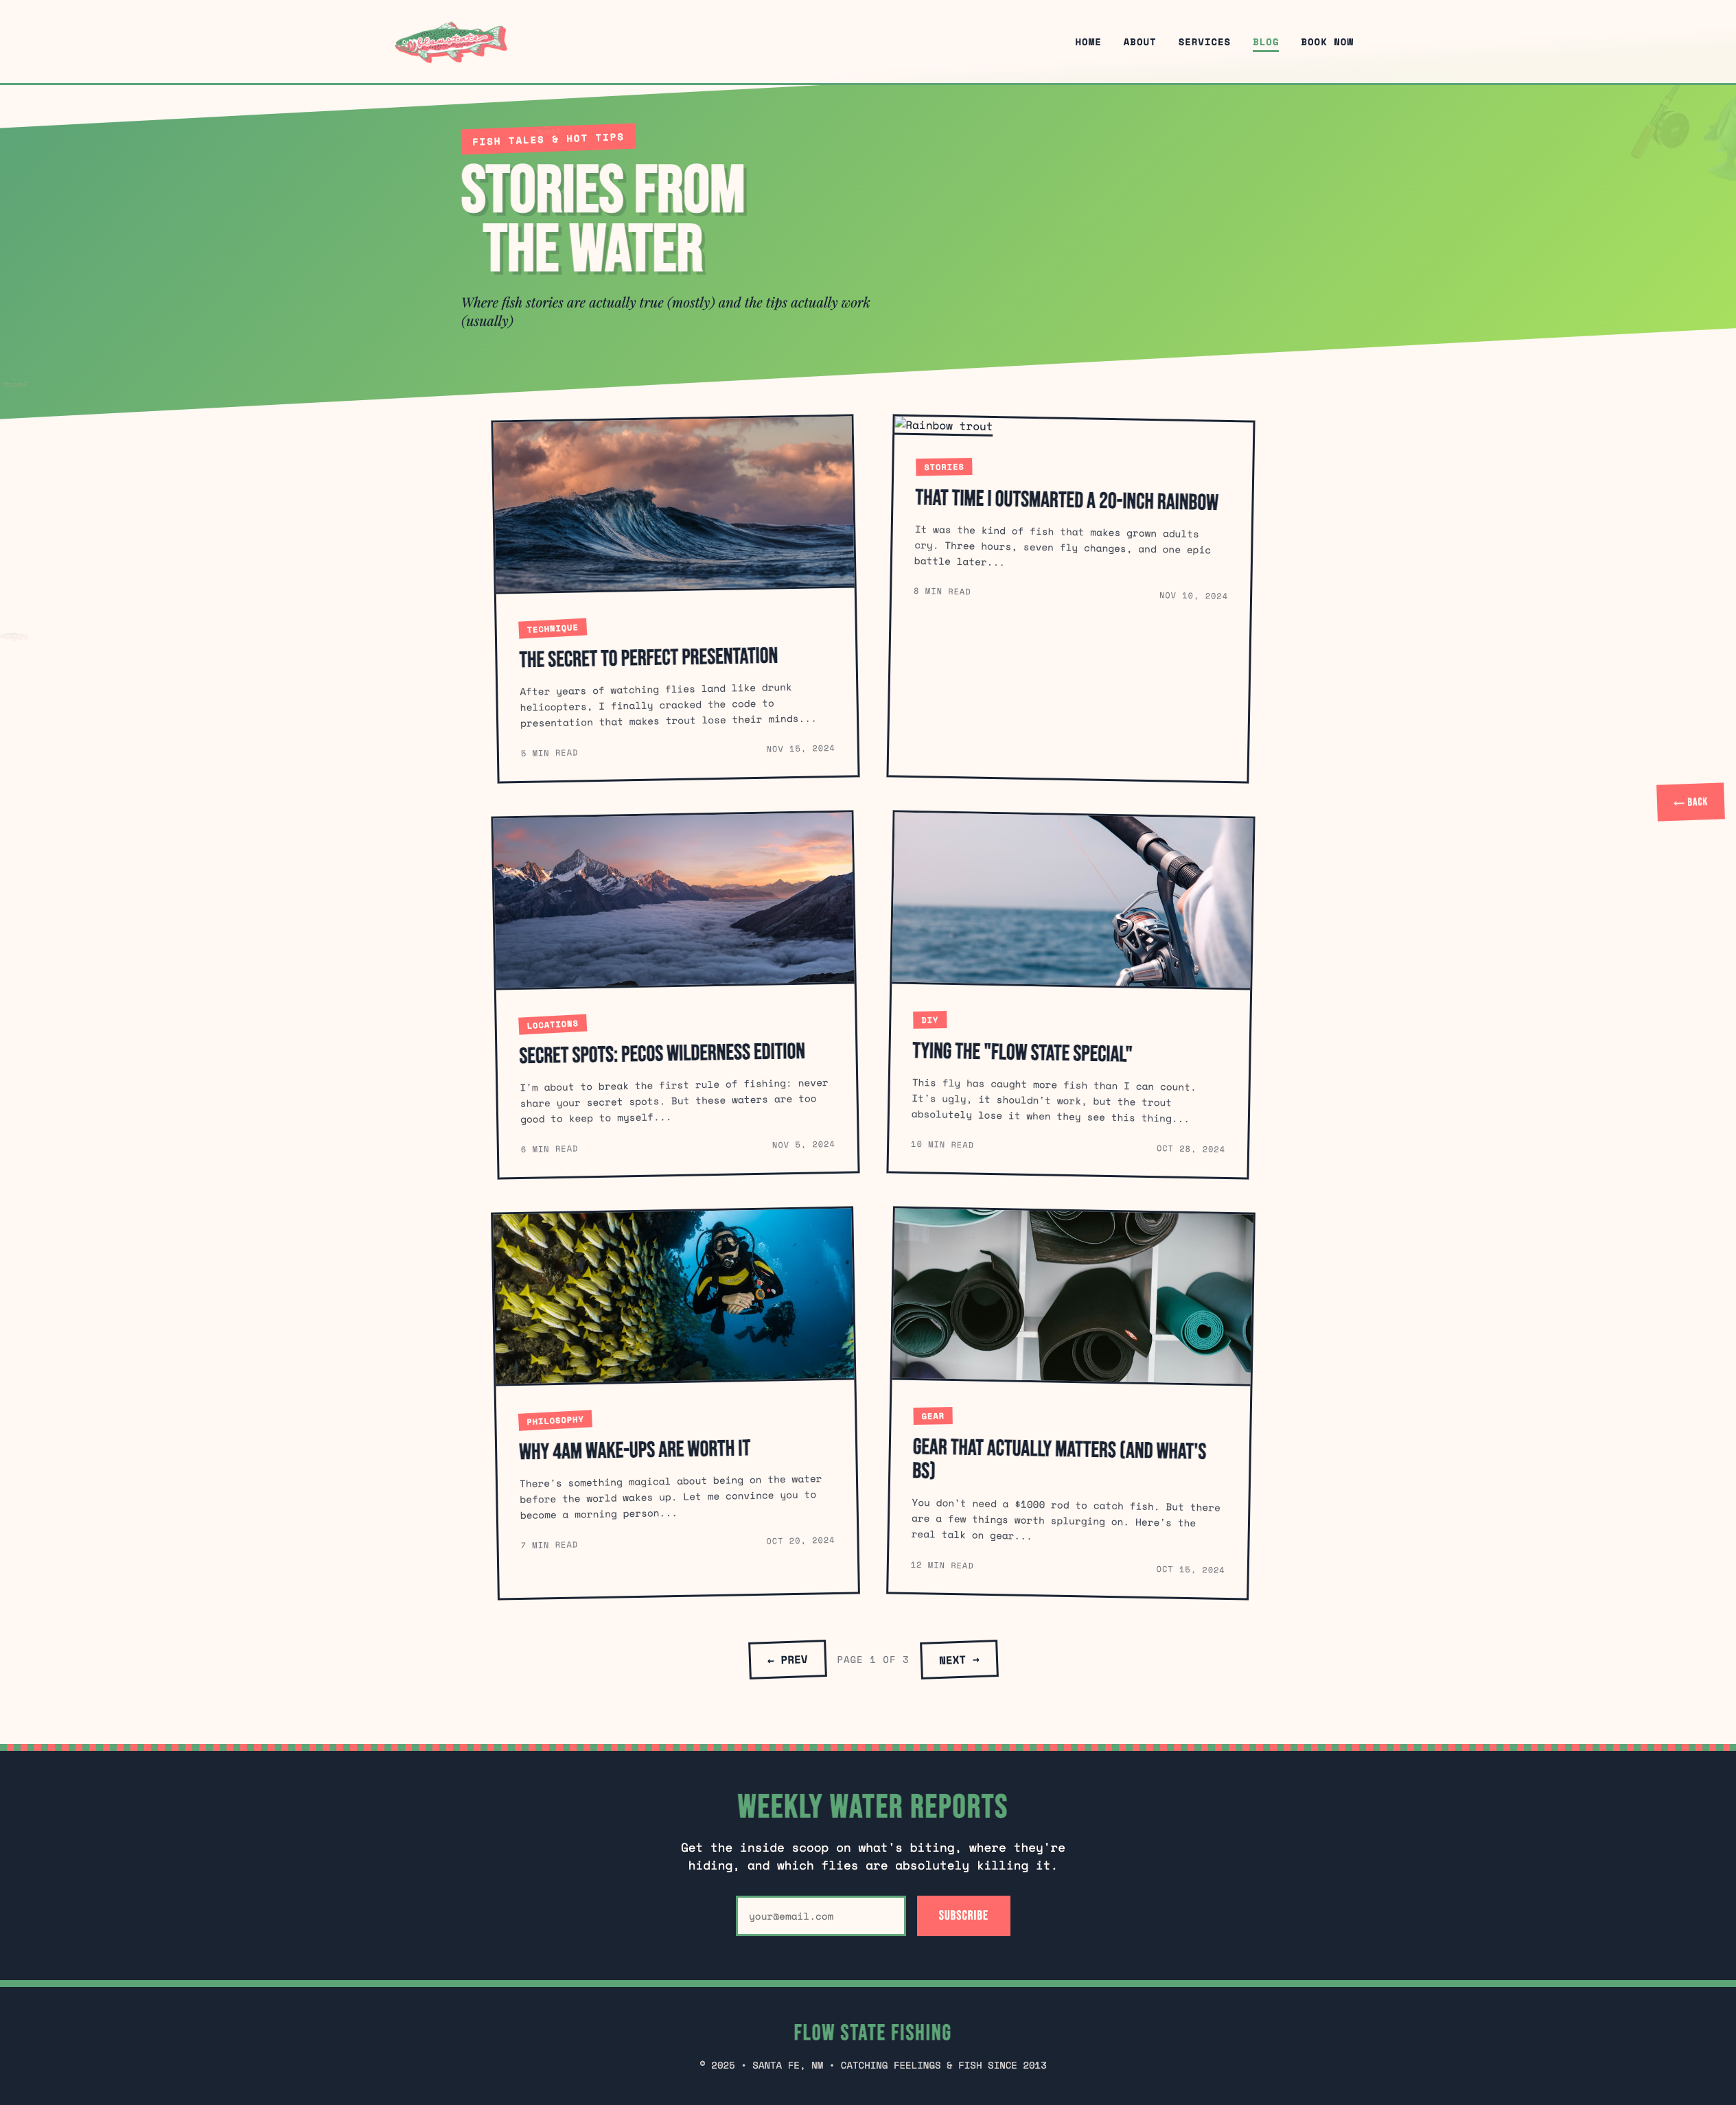 HOME ABOUT SERVICES BLOG BOOK NOW
FISH TALES & HOT TIPS
STORIES FROM
THE WATER
Where fish stories are actually true (mostly) and the tips actually work
(usually)
TECHNIQUE
THE SECRET TO PERFECT PRESENTATION
After years of watching flies land like drunk
helicopters, I finally cracked the code to
presentation that makes trout lose their minds...
5 MIN READ NOV 15, 2024
Rainbow trout
STORIES
THAT TIME I OUTSMARTED A 20-INCH RAINBOW
It was the kind of fish that makes grown adults
cry. Three hours, seven fly changes, and one epic
battle later...
8 MIN READ NOV 10, 2024
← BACK
LOCATIONS
SECRET SPOTS: PECOS WILDERNESS EDITION
I'm about to break the first rule of fishing: never
share your secret spots. But these waters are too
good to keep to myself...
6 MIN READ NOV 5, 2024
DIY
TYING THE "FLOW STATE SPECIAL"
This fly has caught more fish than I can count.
It's ugly, it shouldn't work, but the trout
absolutely lose it when they see this thing...
10 MIN READ OCT 28, 2024
PHILOSOPHY
WHY 4AM WAKE-UPS ARE WORTH IT
There's something magical about being on the water
before the world wakes up. Let me convince you to
become a morning person...
7 MIN READ OCT 20, 2024
GEAR
GEAR THAT ACTUALLY MATTERS (AND WHAT'S
BS)
You don't need a $1000 rod to catch fish. But there
are a few things worth splurging on. Here's the
real talk on gear...
12 MIN READ OCT 15, 2024
← PREV PAGE 1 OF 3 NEXT →
WEEKLY WATER REPORTS
Get the inside scoop on what's biting, where they're
hiding, and which flies are absolutely killing it.
your@email.com SUBSCRIBE
FLOW STATE FISHING
© 2025 • SANTA FE, NM • CATCHING FEELINGS & FISH SINCE 2013